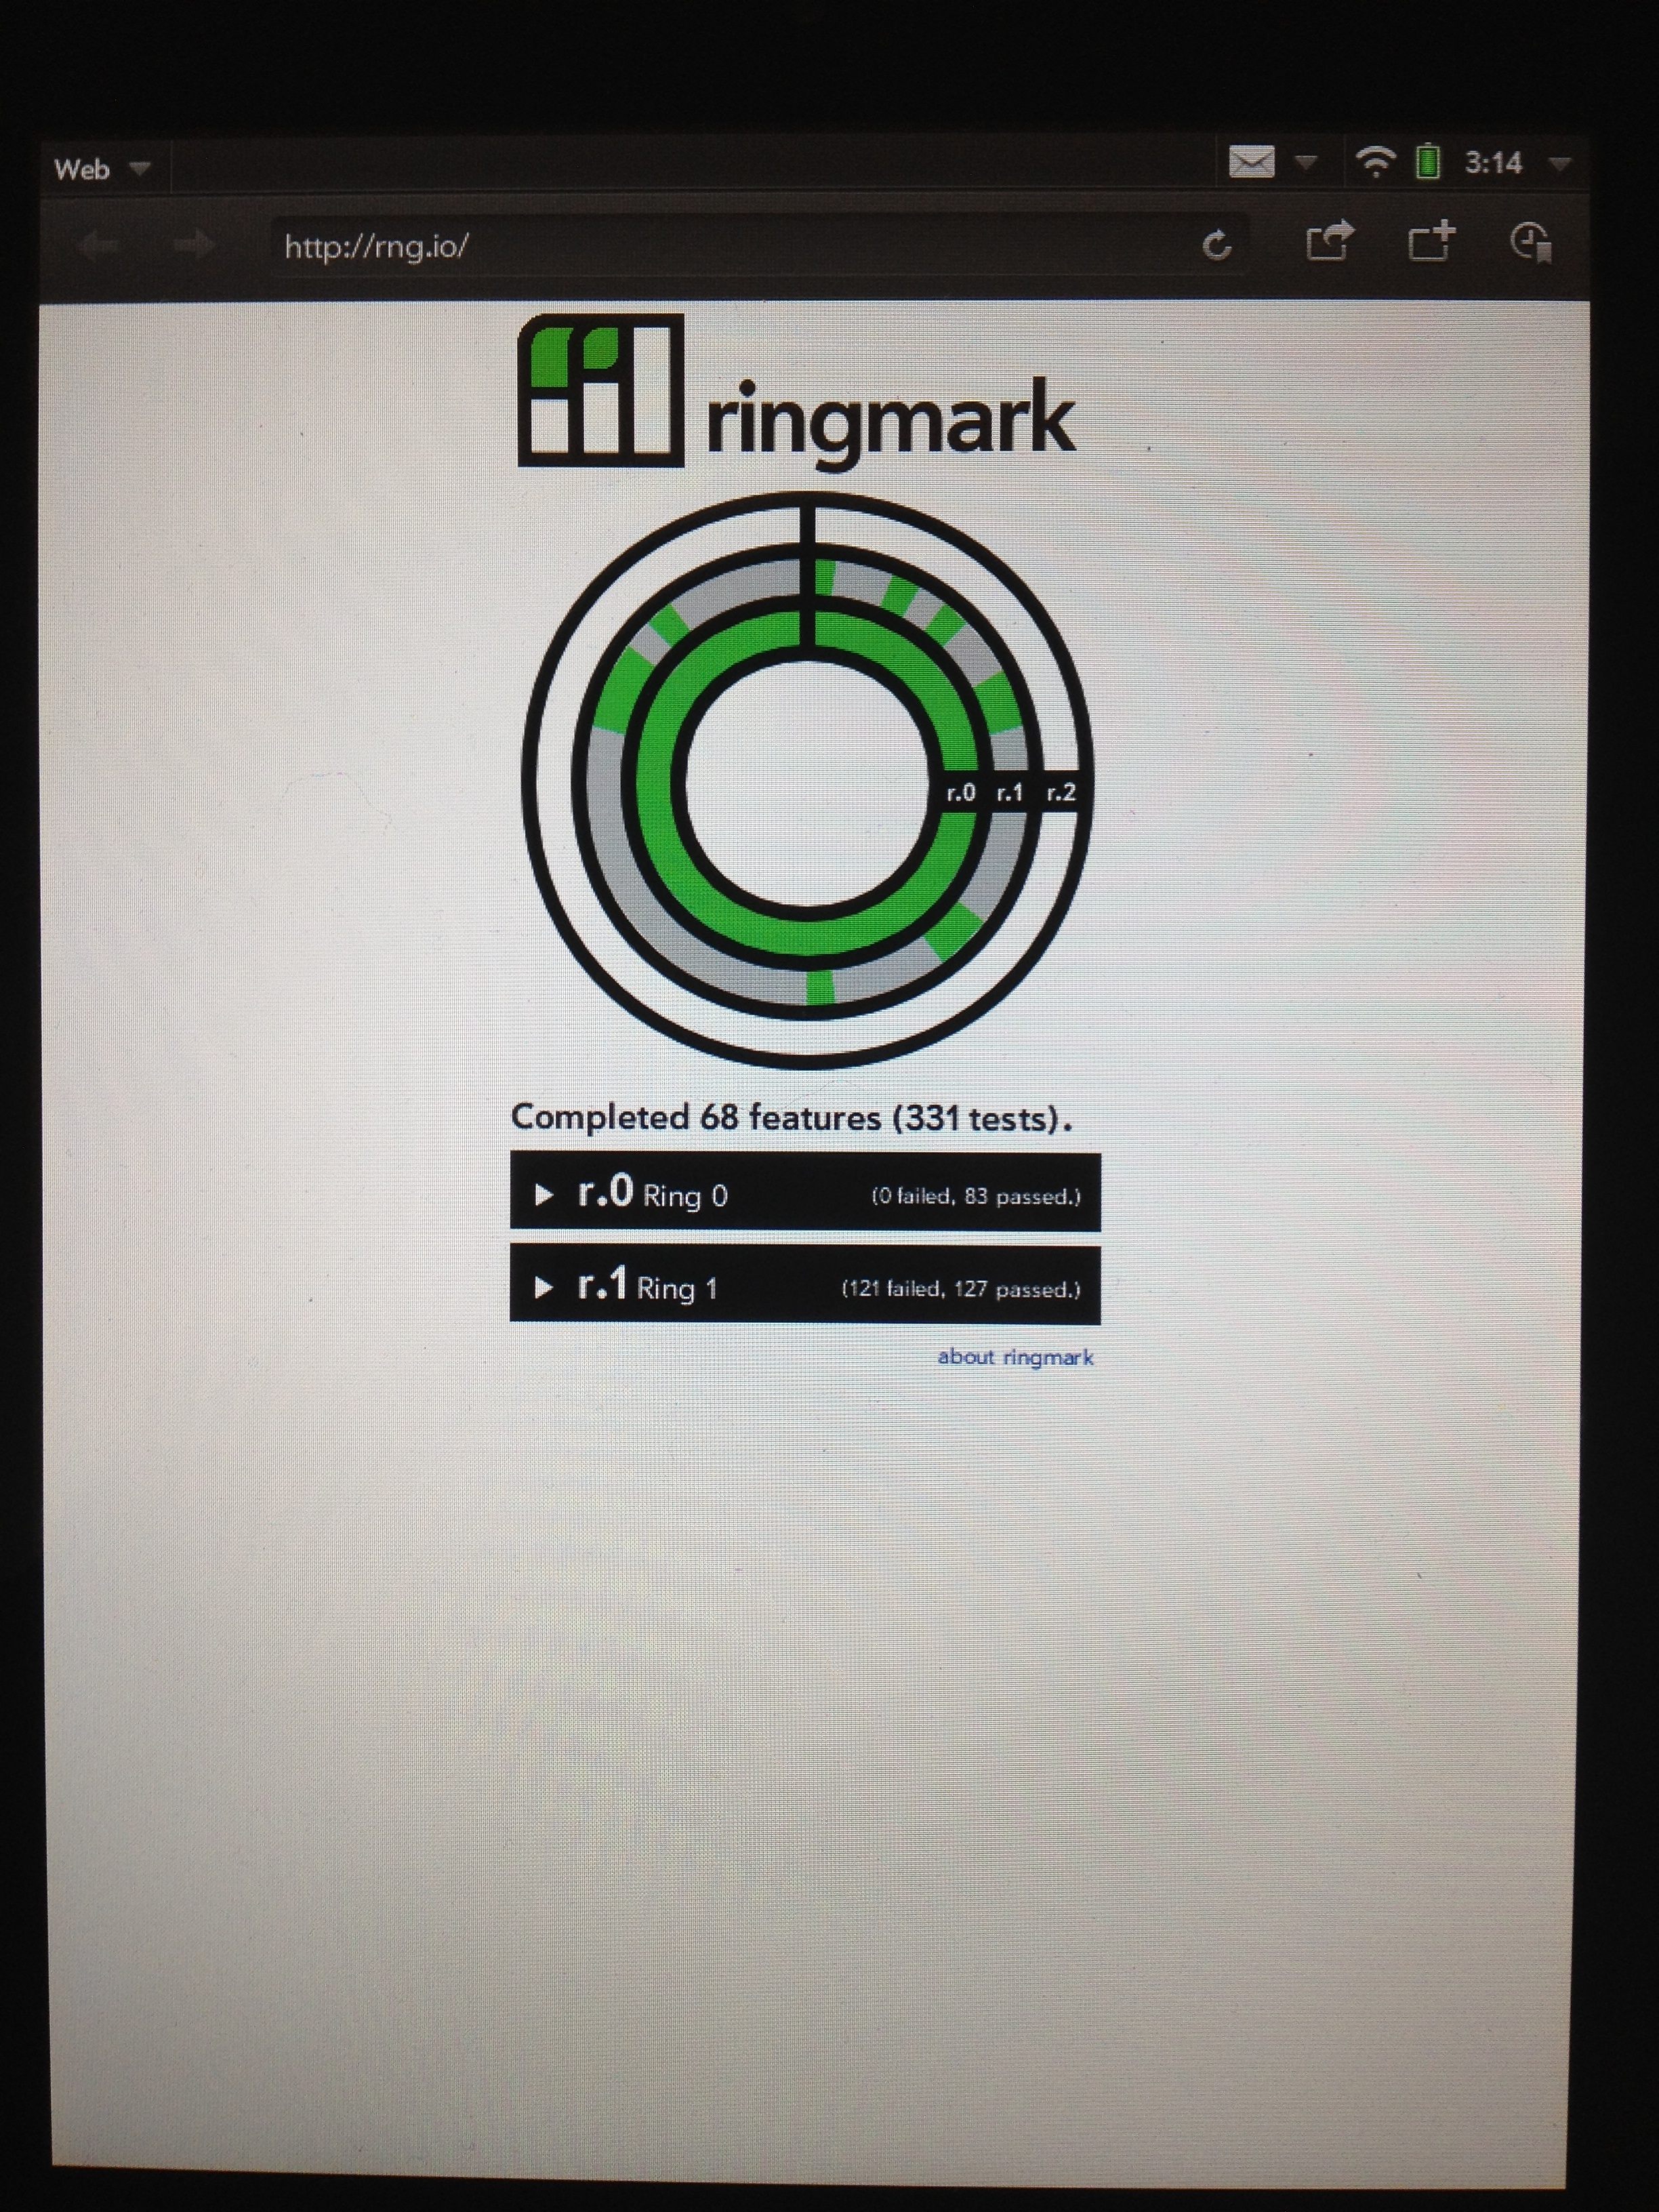 Web
3:14
http://rng.io/
ringmark
r.0 r.1 r.2
Completed 68 features (331 tests).
r.0 Ring 0 (0 failed, 83 passed.)
r.1 Ring 1 (121 failed, 127 passed.)
about ringmark